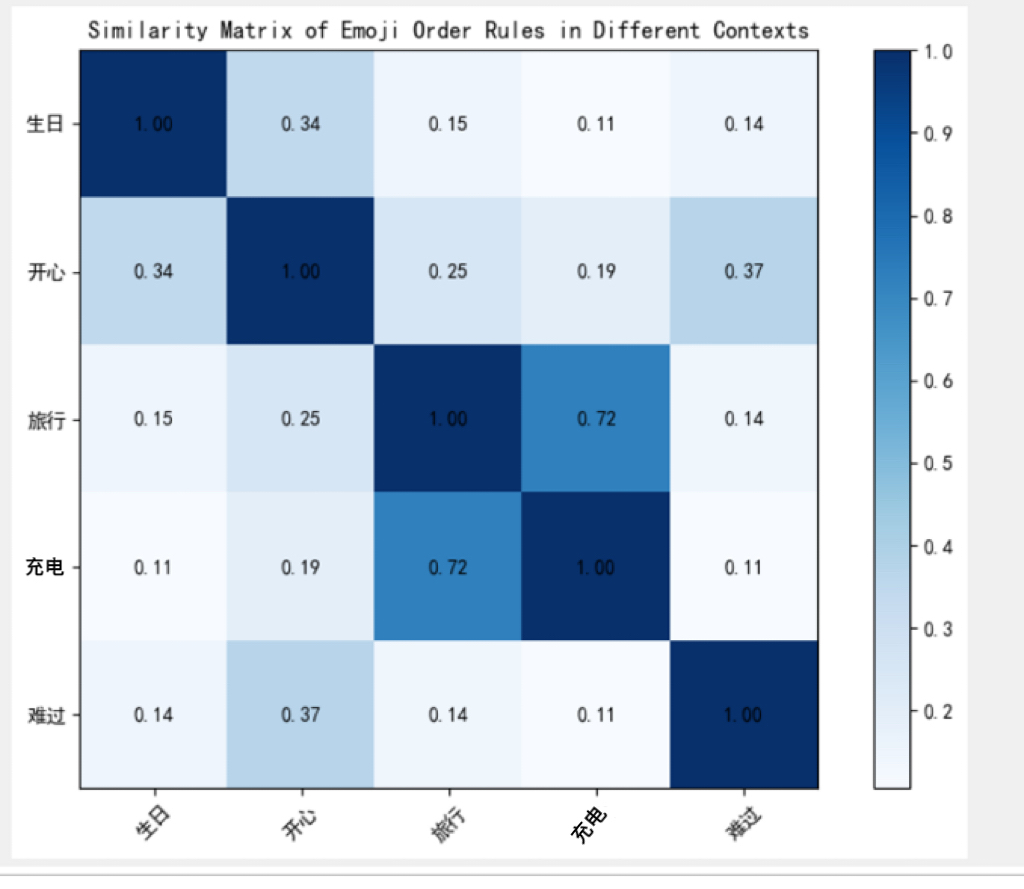 Similarity Matrix of Emoji Order Rules in Different Contexts
生日 1.00 0.34 0.15 0.11 0.14
开心 0.34 1.00 0.25 0.19 0.37
旅行 0.15 0.25 1.00 0.72 0.14
充电 0.11 0.19 0.72 1.00 0.11
难过 0.14 0.37 0.14 0.11 1.00
生日 开心 旅行 充电 难过
1.0
0.9
0.8
0.7
0.6
0.5
0.4
0.3
0.2